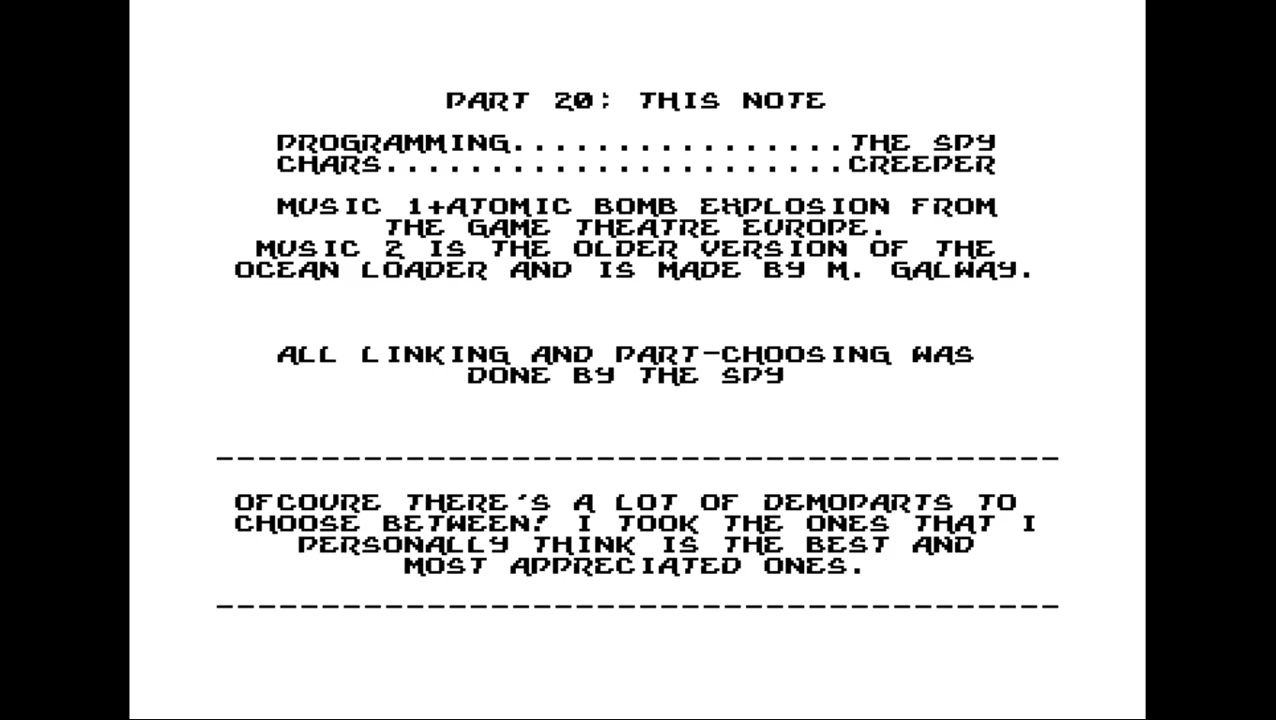 PART 20: THIS NOTE
PROGRAMMING................THE SPY
CHARS......................CREEPER
MUSIC 1+ATOMIC BOMB EXPLOSION FROM
THE GAME THEATRE EUROPE.
MUSIC 2 IS THE OLDER VERSION OF THE
OCEAN LOADER AND IS MADE BY M. GALWAY.
ALL LINKING AND PART-CHOOSING WAS
DONE BY THE SPY
----------------------------------------
OFCOURE THERE'S A LOT OF DEMOPARTS TO
CHOOSE BETWEEN! I TOOK THE ONES THAT I
PERSONALLY THINK IS THE BEST AND
MOST APPRECIATED ONES.
----------------------------------------